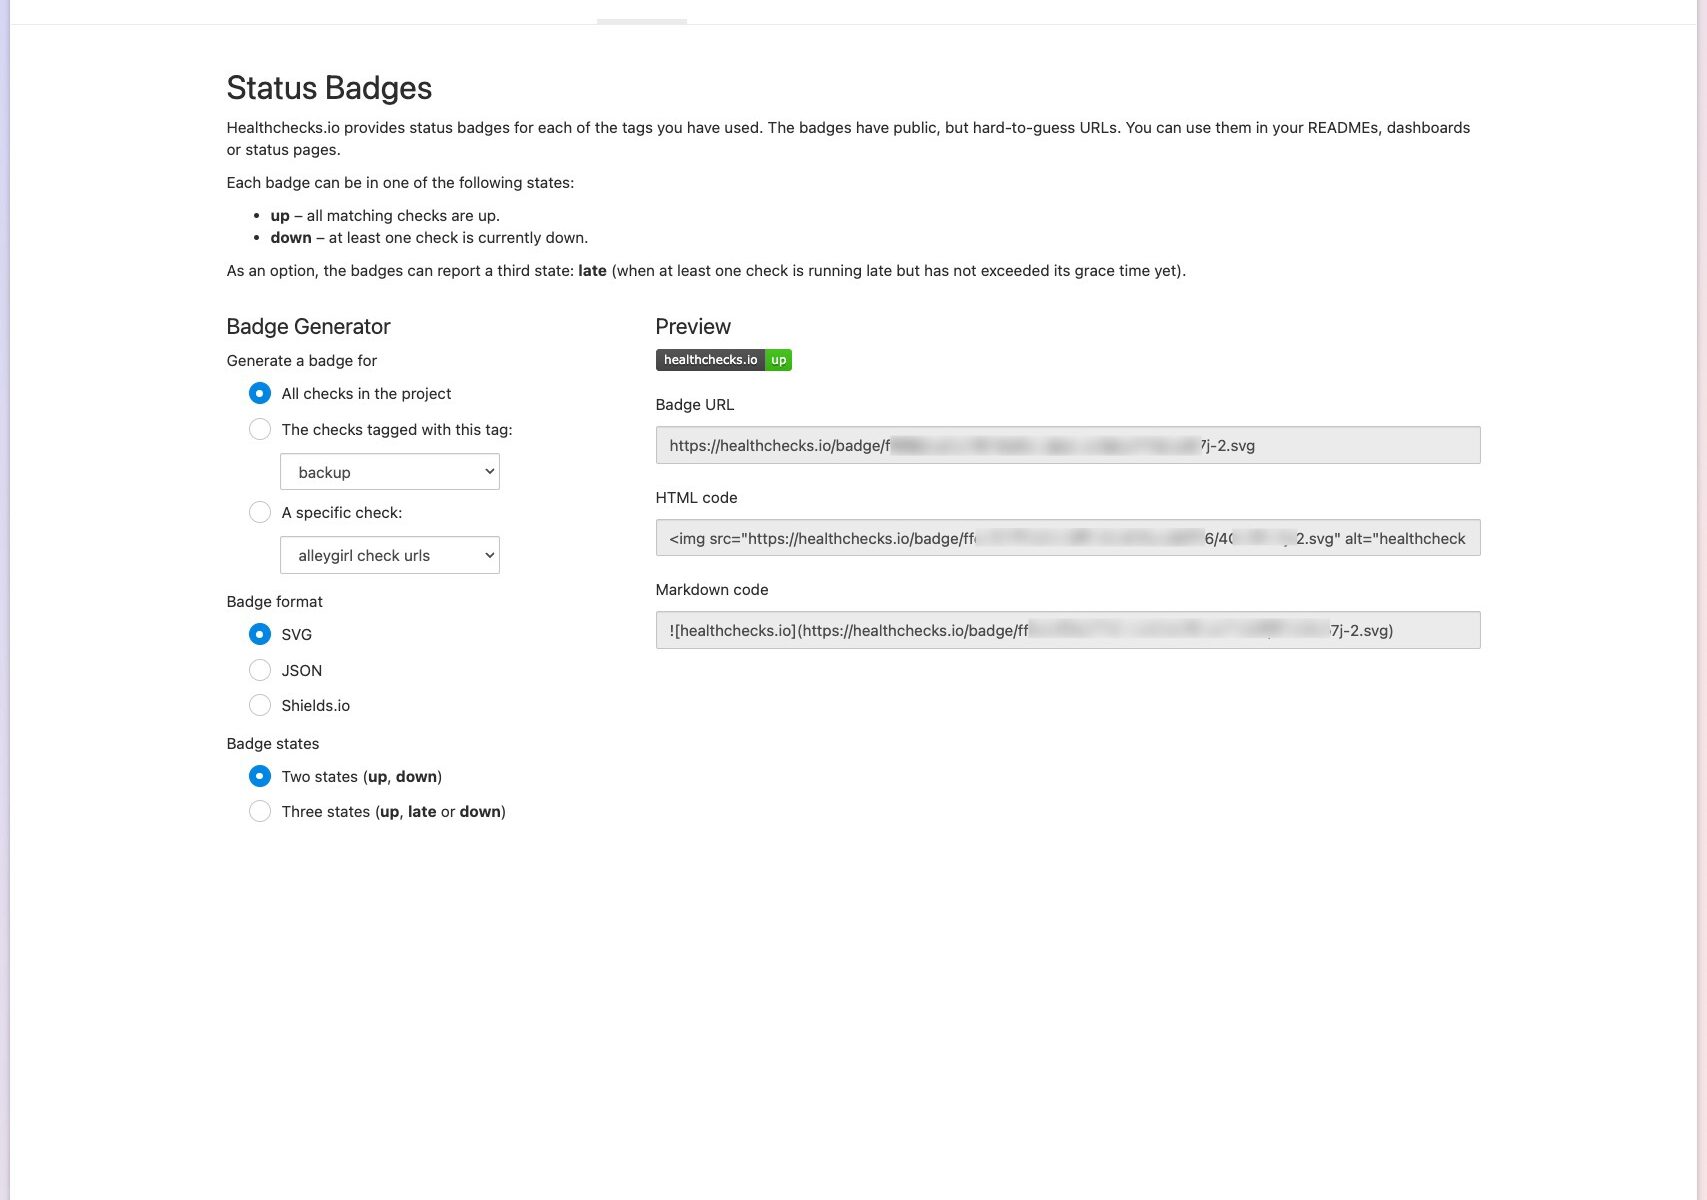 Status Badges
Healthchecks.io provides status badges for each of the tags you have used. The badges have public, but hard-to-guess URLs. You can use them in your READMEs, dashboards
or status pages.
Each badge can be in one of the following states:
• up – all matching checks are up.
• down – at least one check is currently down.
As an option, the badges can report a third state: late (when at least one check is running late but has not exceeded its grace time yet).
Badge Generator
Generate a badge for
All checks in the project
The checks tagged with this tag:
backup
A specific check:
alleygirl check urls
Badge format
SVG
JSON
Shields.io
Badge states
Two states (up, down)
Three states (up, late or down)
Preview
healthchecks.io up
Badge URL
https://healthchecks.io/badge/f 7j-2.svg
HTML code
<img src="https://healthchecks.io/badge/ff 6/4 2.svg" alt="healthcheck
Markdown code
![healthchecks.io](https://healthchecks.io/badge/ff 7j-2.svg)